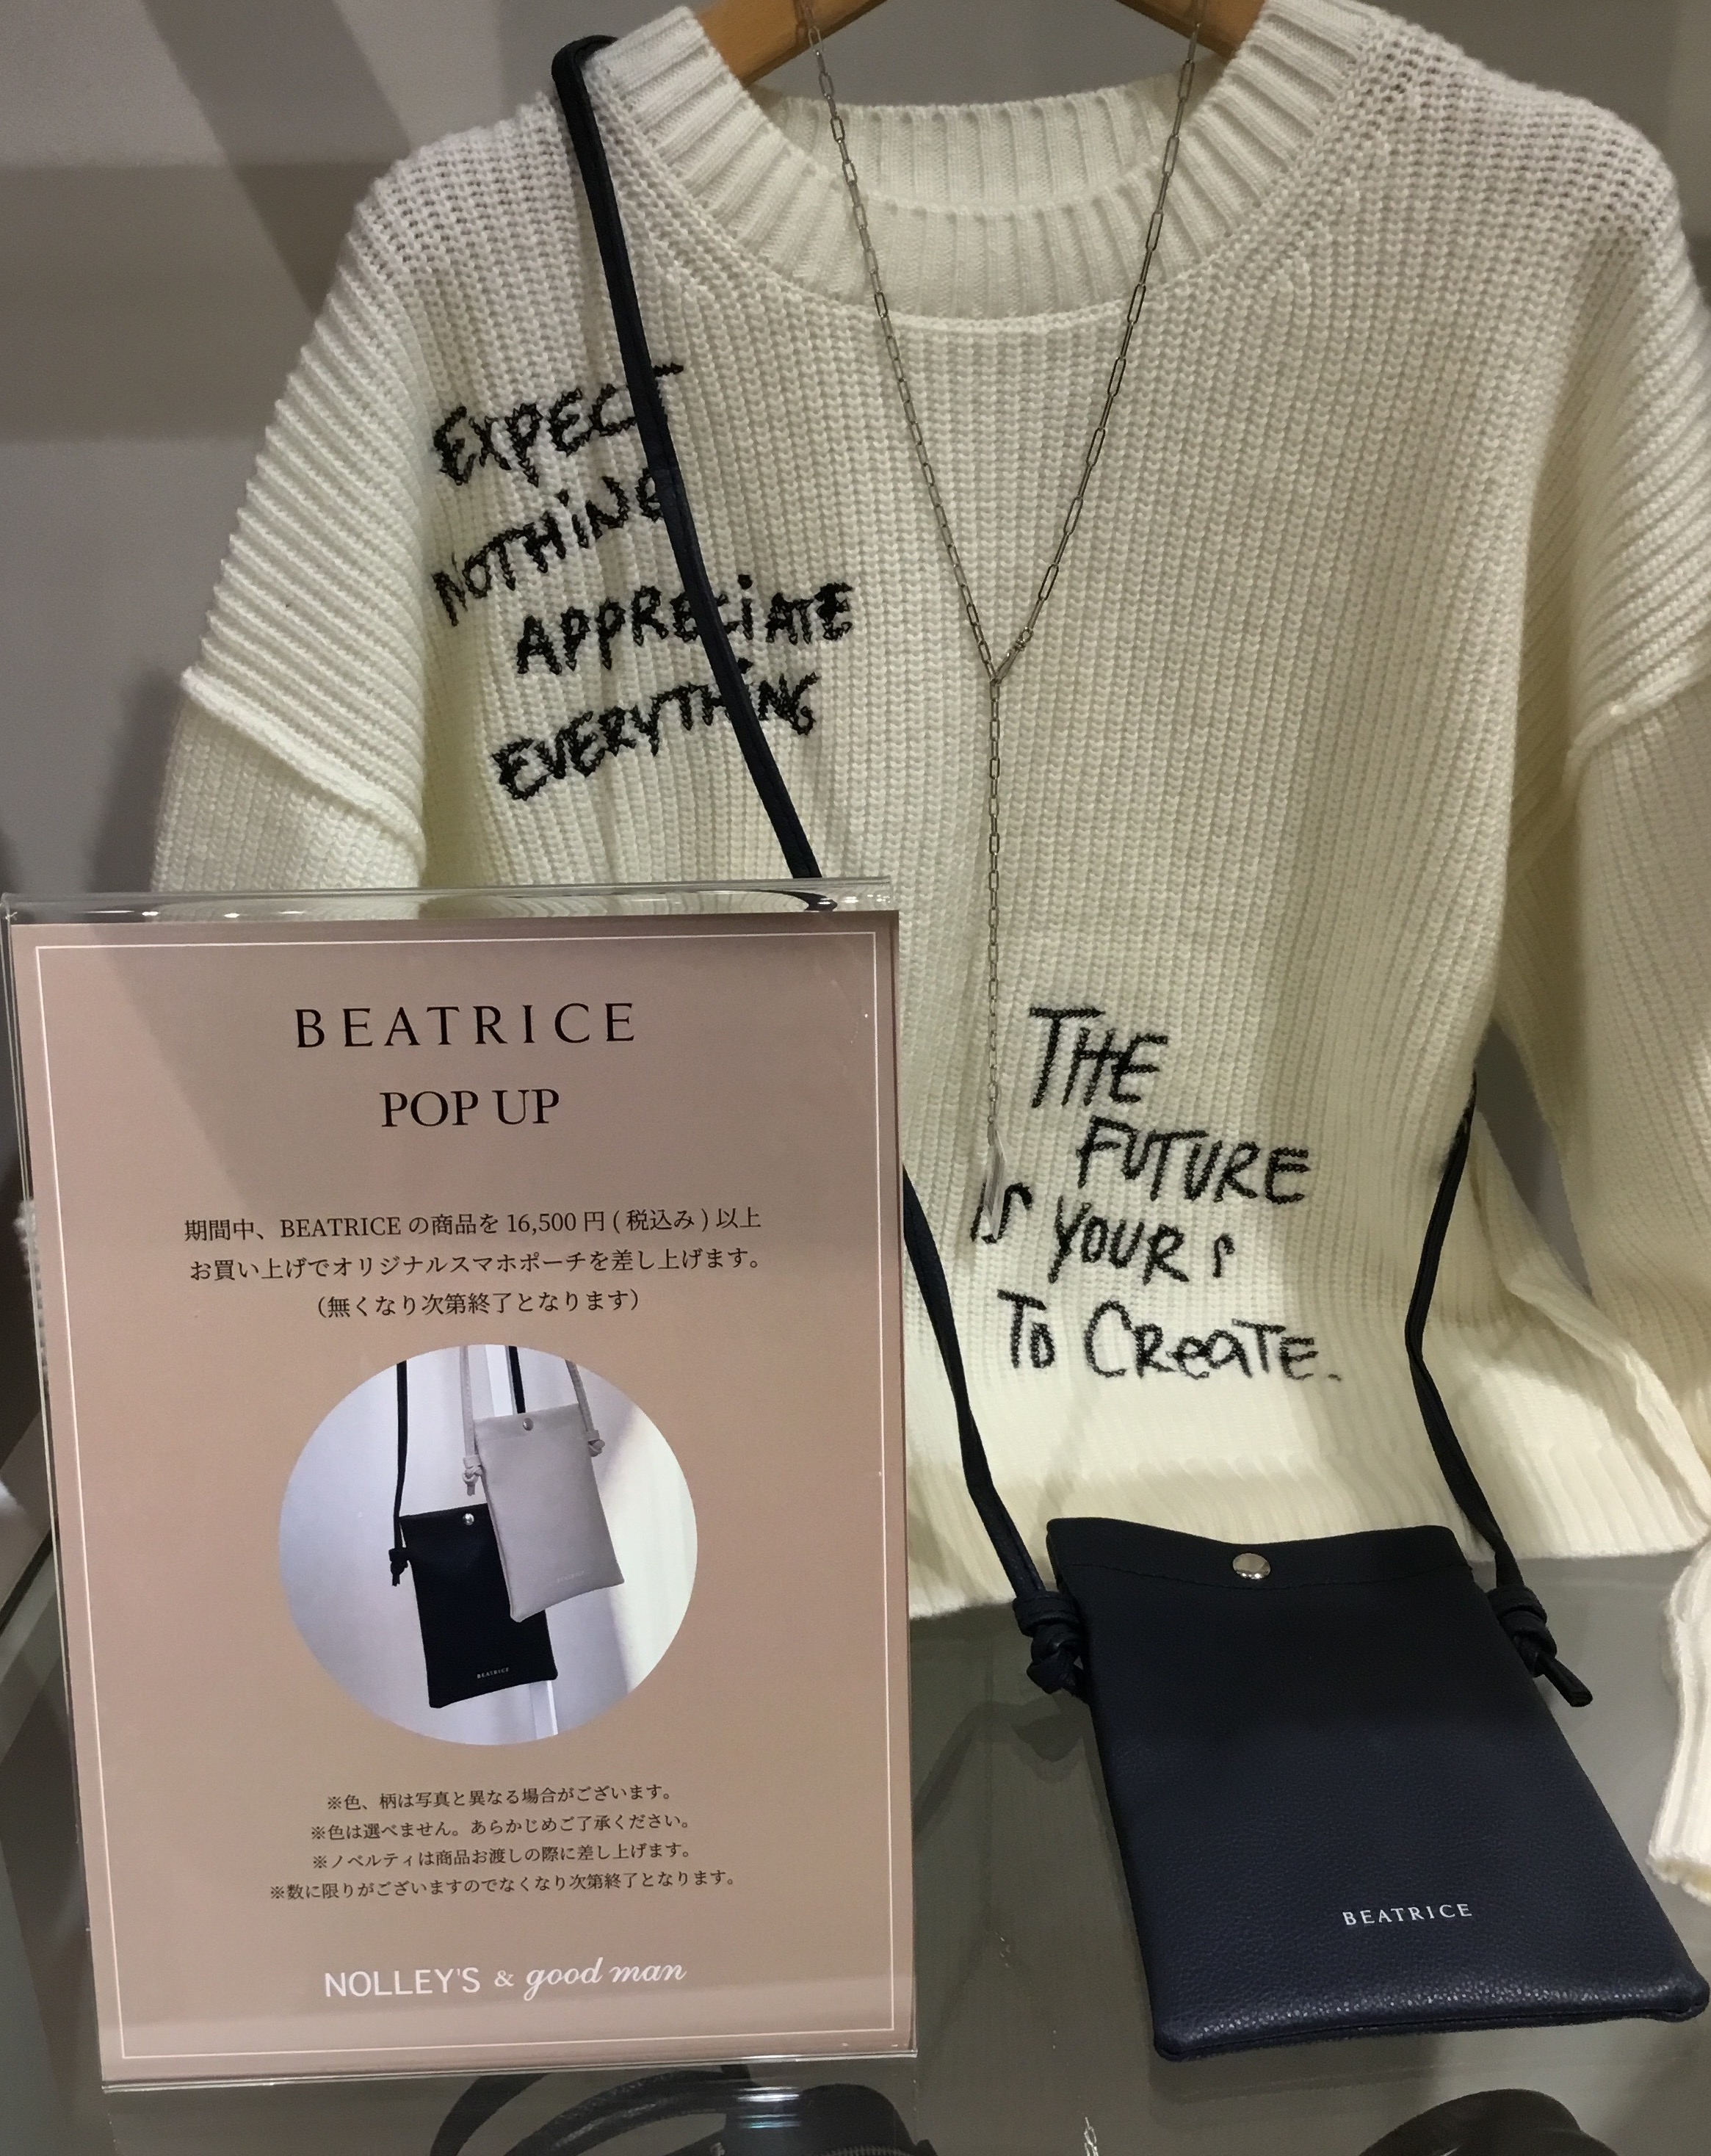 EXPECT
NOTHiNG
APPRECiATE
EVERYTHiNG
THE
FUTURE
IS YOUR S
TO CReaTE.
BEATRICE
POP UP
期間中、BEATRICE の商品を 16,500 円 ( 税込み ) 以上
お買い上げでオリジナルスマホポーチを差し上げます。
（無くなり次第終了となります）
BEATRICE
※色、柄は写真と異なる場合がございます。
※色は選べません。あらかじめご了承ください。
※ノベルティは商品お渡しの際に差し上げます。
※数に限りがございますのでなくなり次第終了となります。
NOLLEY'S & good man
BEATRICE